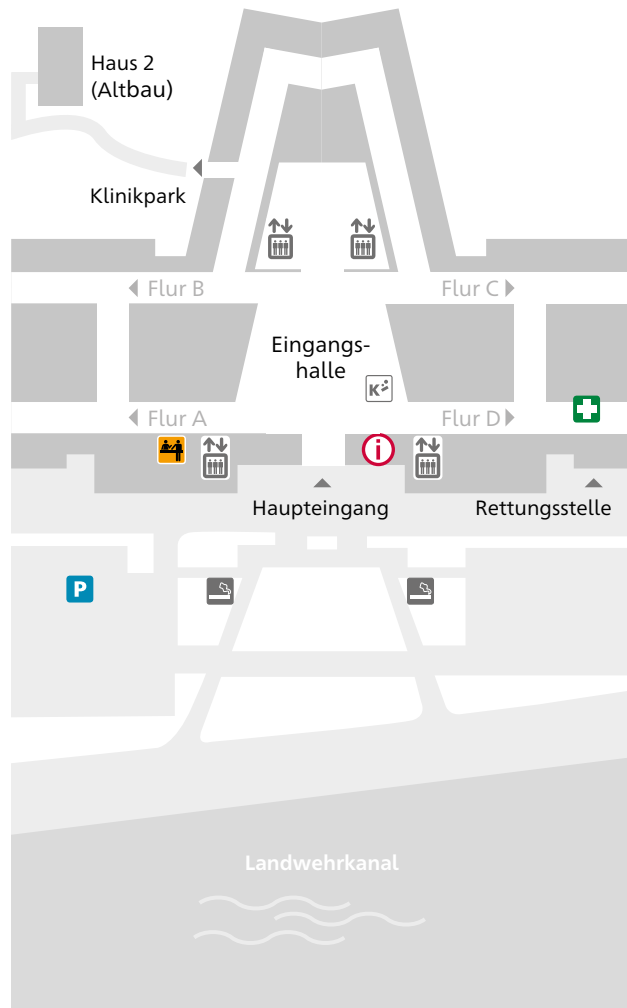 Haus 2
(Altbau)
Klinikpark
Flur B
Flur C
Eingangs-
halle
K
Flur A
Flur D
i
Haupteingang
Rettungsstelle
P
Landwehrkanal